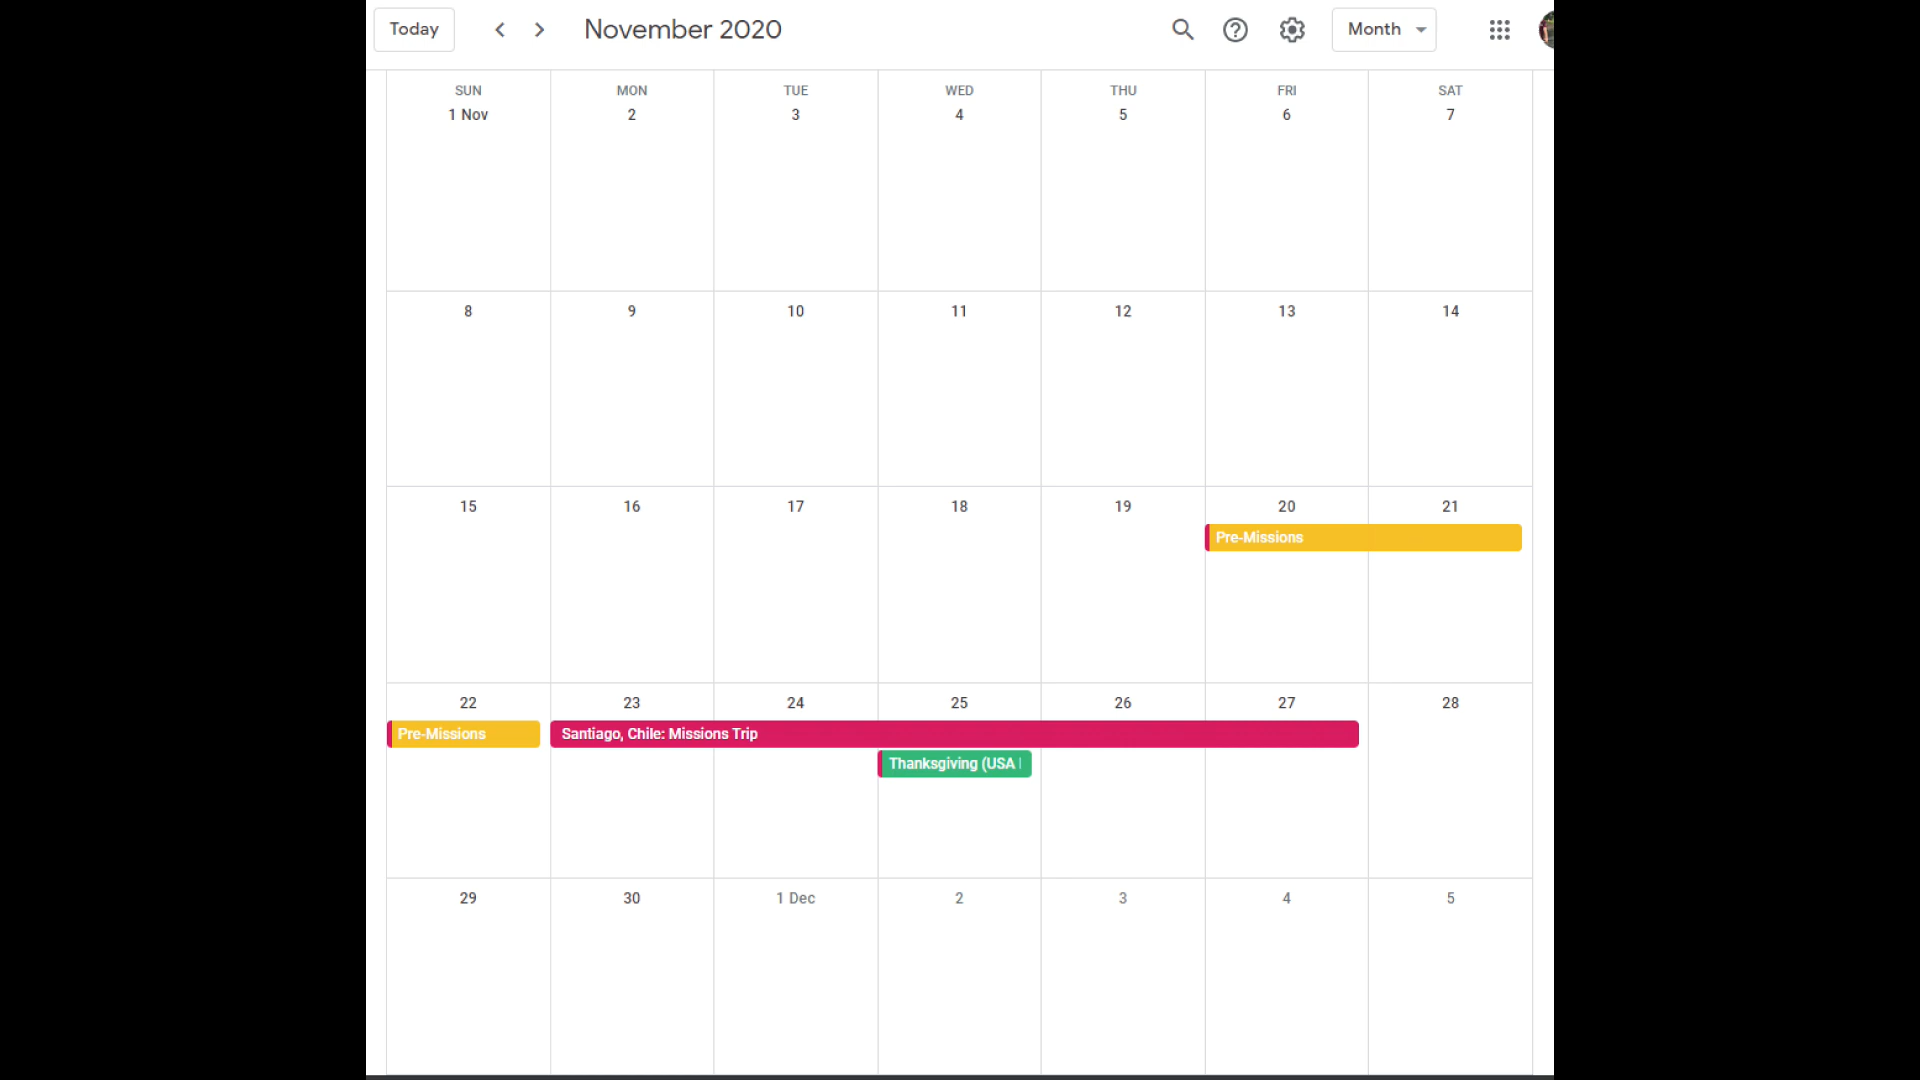 Today
November 2020
Month
SUN MON TUE WED THU FRI SAT
1 Nov 2 3 4 5 6 7
8 9 10 11 12 13 14
15 16 17 18 19 20 21
Pre-Missions
22 23 24 25 26 27 28
Pre-Missions Santiago, Chile: Missions Trip
Thanksgiving (USA
29 30 1 Dec 2 3 4 5